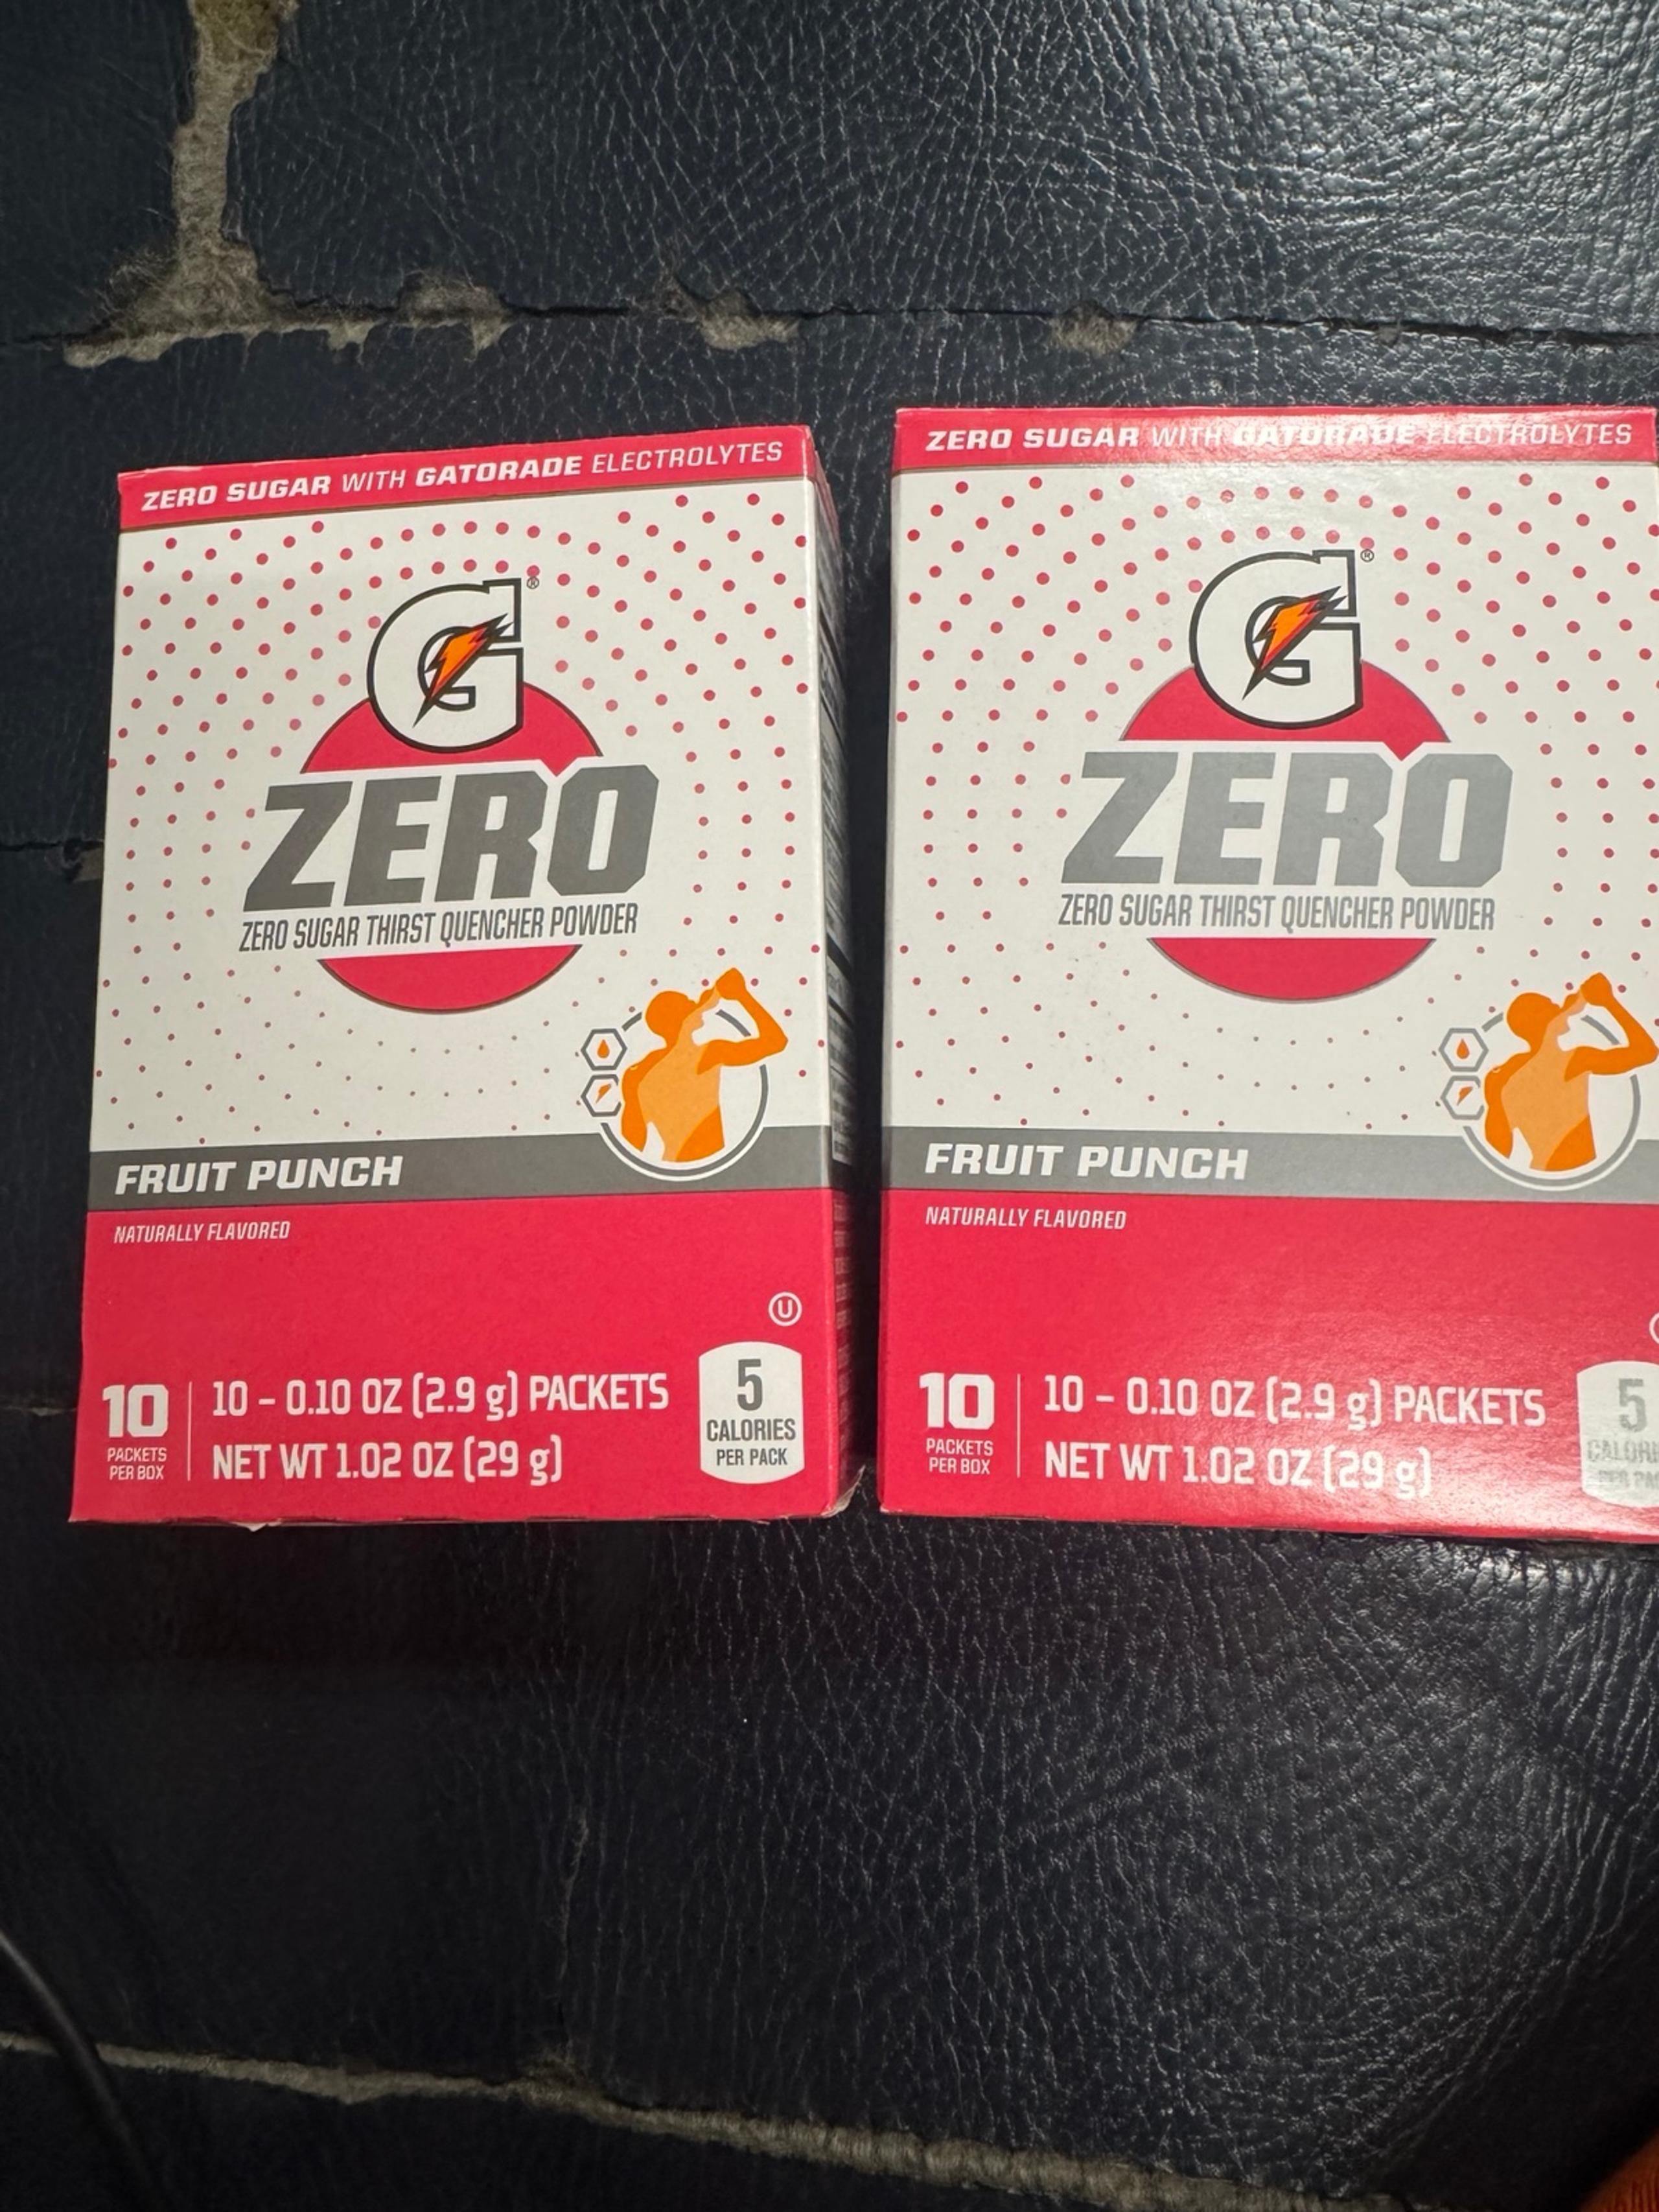 ZERO SUGAR WITH GATORADE ELECTROLYTES
G®
ZERO
ZERO SUGAR THIRST QUENCHER POWDER
FRUIT PUNCH
NATURALLY FLAVORED
U
10
PACKETS
PER BOX
10 – 0.10 OZ (2.9 g) PACKETS
NET WT 1.02 OZ (29 g)
5
CALORIES
PER PACK
ZERO SUGAR WITH GATORADE ELECTROLYTES
G®
ZERO
ZERO SUGAR THIRST QUENCHER POWDER
FRUIT PUNCH
NATURALLY FLAVORED
10
PACKETS
PER BOX
10 – 0.10 OZ (2.9 g) PACKETS
NET WT 1.02 OZ (29 g)
5